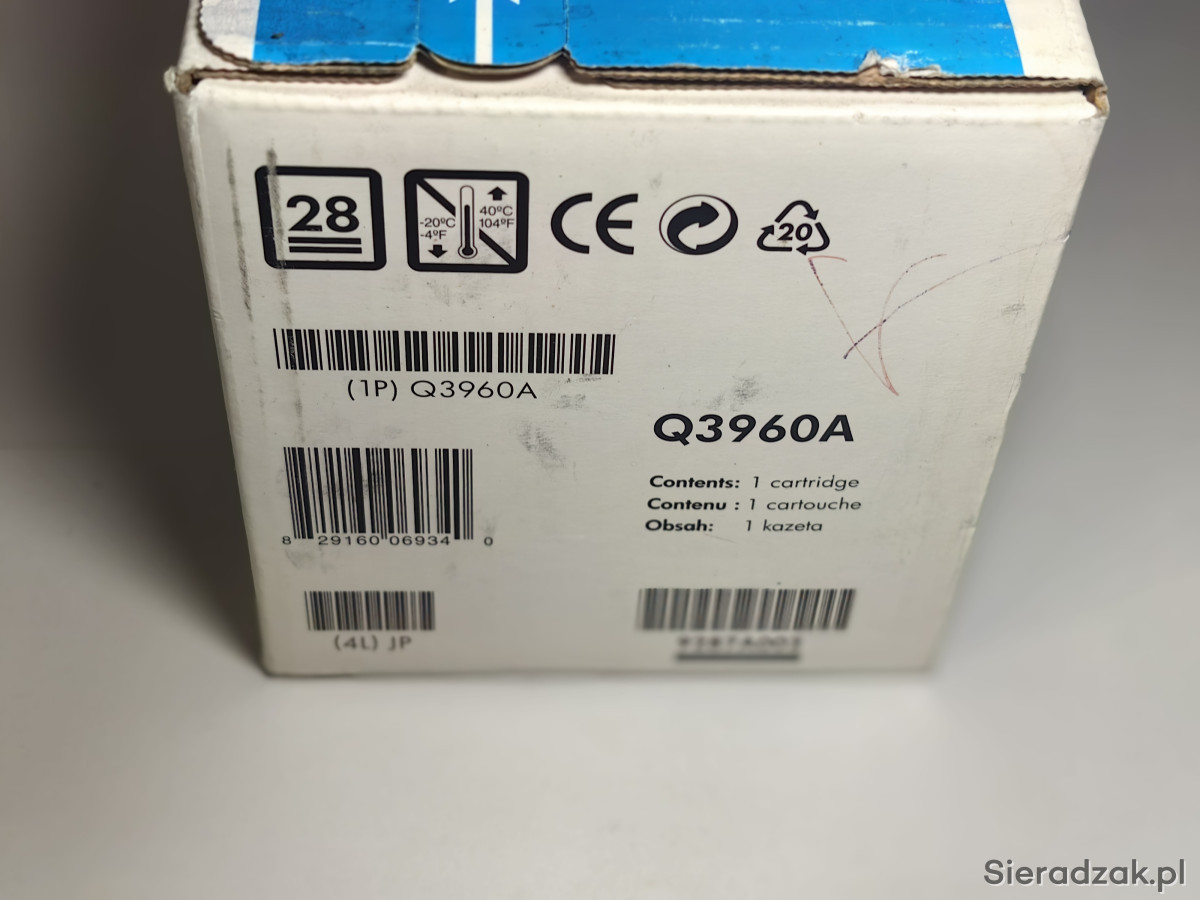 28
-20ºC
-4ºF
40ºC
104ºF
CE
20
(1P) Q3960A
Q3960A
Contents: 1 cartridge
Contenu : 1 cartouche
Obsah: 1 kazeta
8 29160 06934 0
(4L) JP
Sieradzak.pl